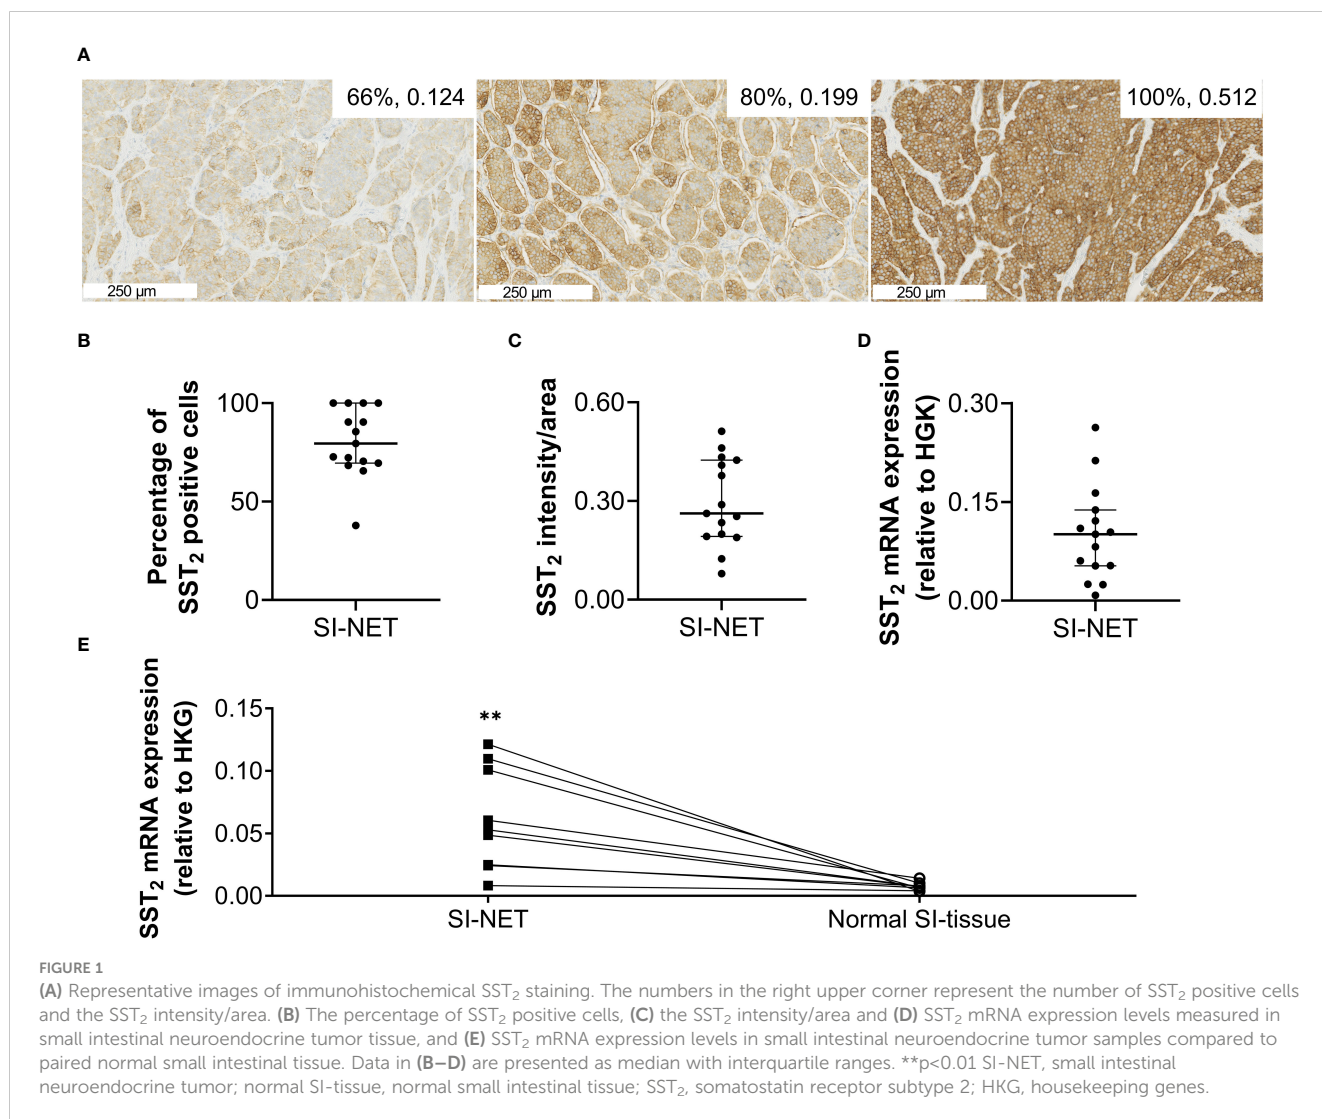 A
66%, 0.124
80%, 0.199
100%, 0.512
250 µm
250 µm
250 µm
B
Percentage of
SST₂ positive cells
100
50
0
SI-NET
C
SST₂ intensity/area
0.60
0.30
0.00
SI-NET
D
SST₂ mRNA expression
(relative to HGK)
0.30
0.15
0.00
SI-NET
E
SST₂ mRNA expression
(relative to HKG)
0.15
0.10
0.05
0.00
**
SI-NET
Normal SI-tissue
FIGURE 1
(A) Representative images of immunohistochemical SST₂ staining. The numbers in the right upper corner represent the number of SST₂ positive cells
and the SST₂ intensity/area. (B) The percentage of SST₂ positive cells, (C) the SST₂ intensity/area and (D) SST₂ mRNA expression levels measured in
small intestinal neuroendocrine tumor tissue, and (E) SST₂ mRNA expression levels in small intestinal neuroendocrine tumor samples compared to
paired normal small intestinal tissue. Data in (B–D) are presented as median with interquartile ranges. **p<0.01 SI-NET, small intestinal
neuroendocrine tumor; normal SI-tissue, normal small intestinal tissue; SST₂, somatostatin receptor subtype 2; HKG, housekeeping genes.